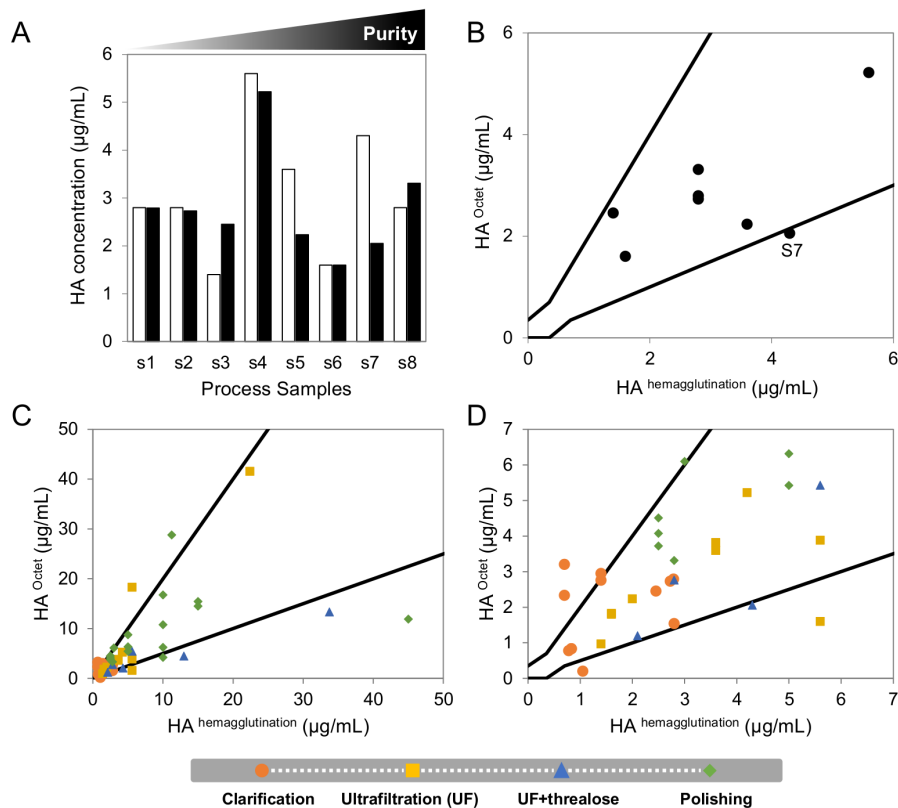 A
Purity
HA concentration (µg/mL)
6
5
4
3
2
1
0
s1 s2 s3 s4 s5 s6 s7 s8
Process Samples
B
HA Octet (µg/mL)
6
4
2
0
S7
0 2 4 6
HA hemagglutination (µg/mL)
C
HA Octet (µg/mL)
50
40
30
20
10
0
0 10 20 30 40 50
HA hemagglutination (µg/mL)
D
HA Octet (µg/mL)
7
6
5
4
3
2
1
0
0 1 2 3 4 5 6 7
HA hemagglutination (µg/mL)
Clarification Ultrafiltration (UF) UF+threalose Polishing